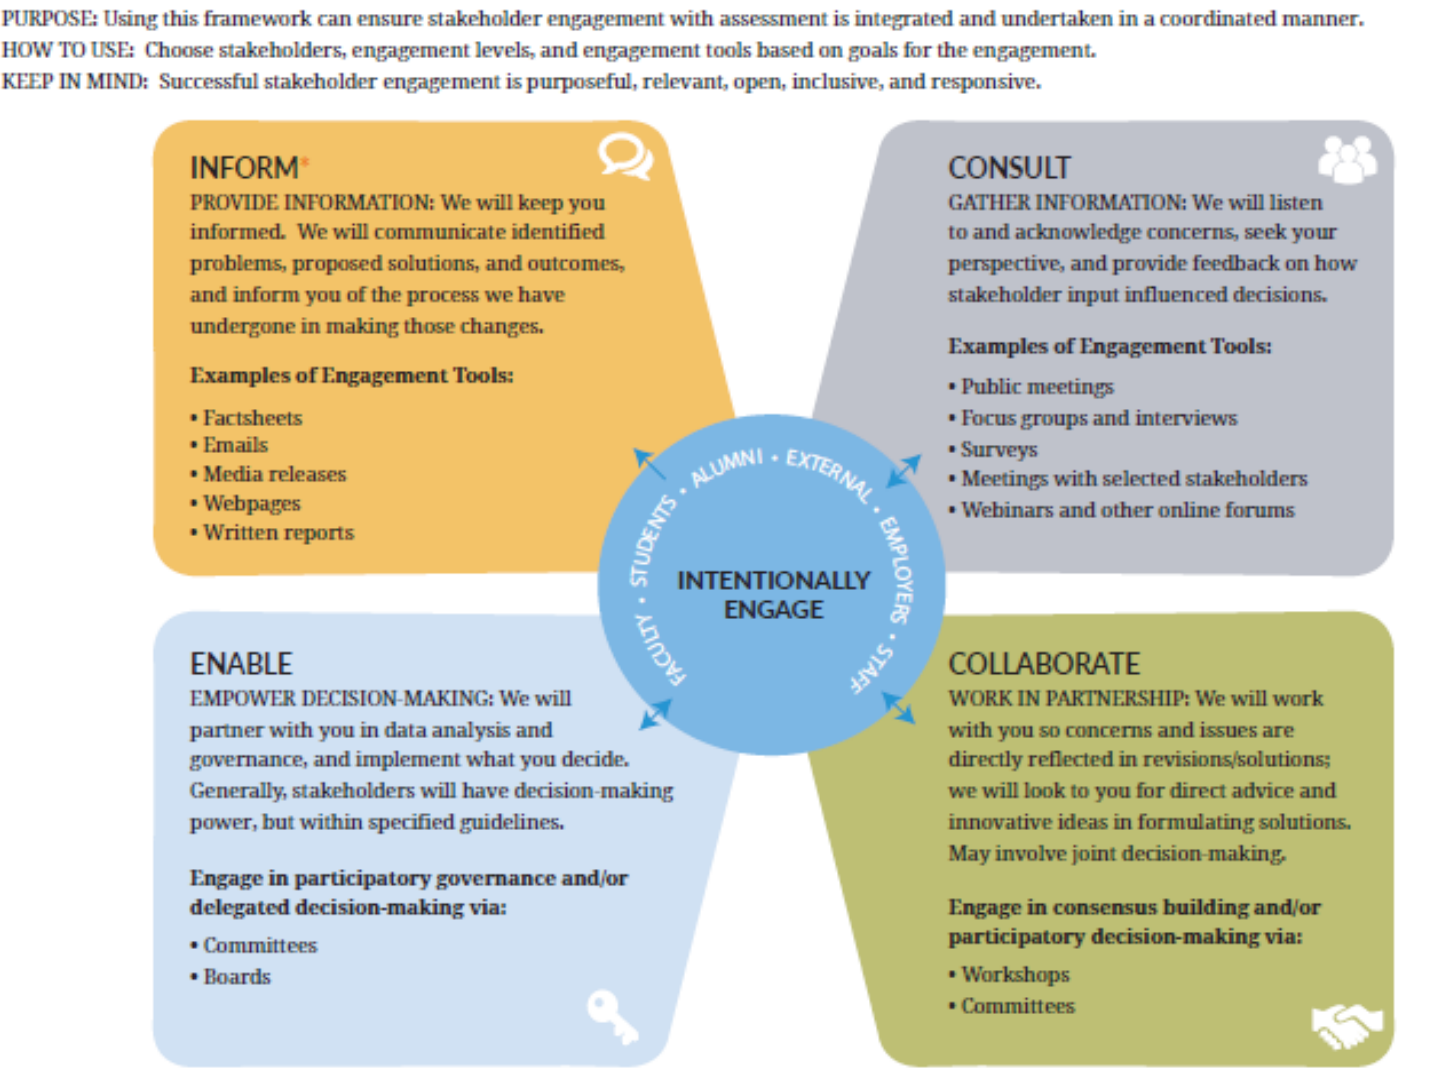 PURPOSE: Using this framework can ensure stakeholder engagement with assessment is integrated and undertaken in a coordinated manner.
HOW TO USE: Choose stakeholders, engagement levels, and engagement tools based on goals for the engagement.
KEEP IN MIND: Successful stakeholder engagement is purposeful, relevant, open, inclusive, and responsive.
INFORM*
PROVIDE INFORMATION: We will keep you
informed. We will communicate identified
problems, proposed solutions, and outcomes,
and inform you of the process we have
undergone in making those changes.
Examples of Engagement Tools:
• Factsheets
• Emails
• Media releases
• Webpages
• Written reports
CONSULT
GATHER INFORMATION: We will listen
to and acknowledge concerns, seek your
perspective, and provide feedback on how
stakeholder input influenced decisions.
Examples of Engagement Tools:
• Public meetings
• Focus groups and interviews
• Surveys
• Meetings with selected stakeholders
• Webinars and other online forums
FACULTY • STUDENTS • ALUMNI • EXTERNAL • EMPLOYERS • STAFF
INTENTIONALLY
ENGAGE
ENABLE
EMPOWER DECISION-MAKING: We will
partner with you in data analysis and
governance, and implement what you decide.
Generally, stakeholders will have decision-making
power, but within specified guidelines.
Engage in participatory governance and/or
delegated decision-making via:
• Committees
• Boards
COLLABORATE
WORK IN PARTNERSHIP: We will work
with you so concerns and issues are
directly reflected in revisions/solutions;
we will look to you for direct advice and
innovative ideas in formulating solutions.
May involve joint decision-making.
Engage in consensus building and/or
participatory decision-making via:
• Workshops
• Committees